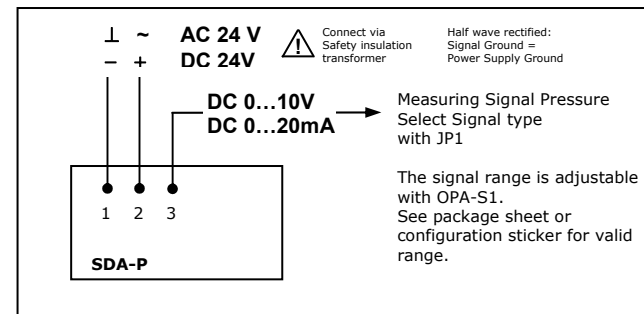 ⊥ ~ AC 24 V
– + DC 24V
Connect via
Safety insulation
transformer
Half wave rectified:
Signal Ground =
Power Supply Ground
DC 0...10V
DC 0...20mA
Measuring Signal Pressure
Select Signal type
with JP1
The signal range is adjustable
with OPA-S1.
See package sheet or
configuration sticker for valid
range.
1 2 3
SDA-P